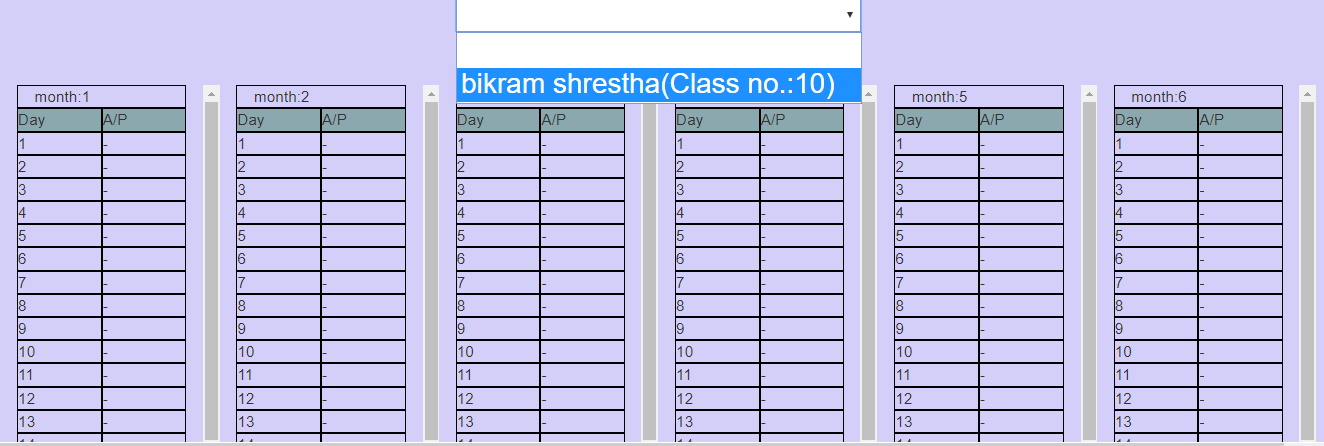 bikram shrestha(Class no.:10)
month:1 month:2 month:5 month:6
Day A/P Day A/P Day A/P Day A/P Day A/P Day A/P
1 - 1 - 1 - 1 - 1 - 1 -
2 - 2 - 2 - 2 - 2 - 2 -
3 - 3 - 3 - 3 - 3 - 3 -
4 - 4 - 4 - 4 - 4 - 4 -
5 - 5 - 5 - 5 - 5 - 5 -
6 - 6 - 6 - 6 - 6 - 6 -
7 - 7 - 7 - 7 - 7 - 7 -
8 - 8 - 8 - 8 - 8 - 8 -
9 - 9 - 9 - 9 - 9 - 9 -
10 - 10 - 10 - 10 - 10 - 10 -
11 - 11 - 11 - 11 - 11 - 11 -
12 - 12 - 12 - 12 - 12 - 12 -
13 - 13 - 13 - 13 - 13 - 13 -